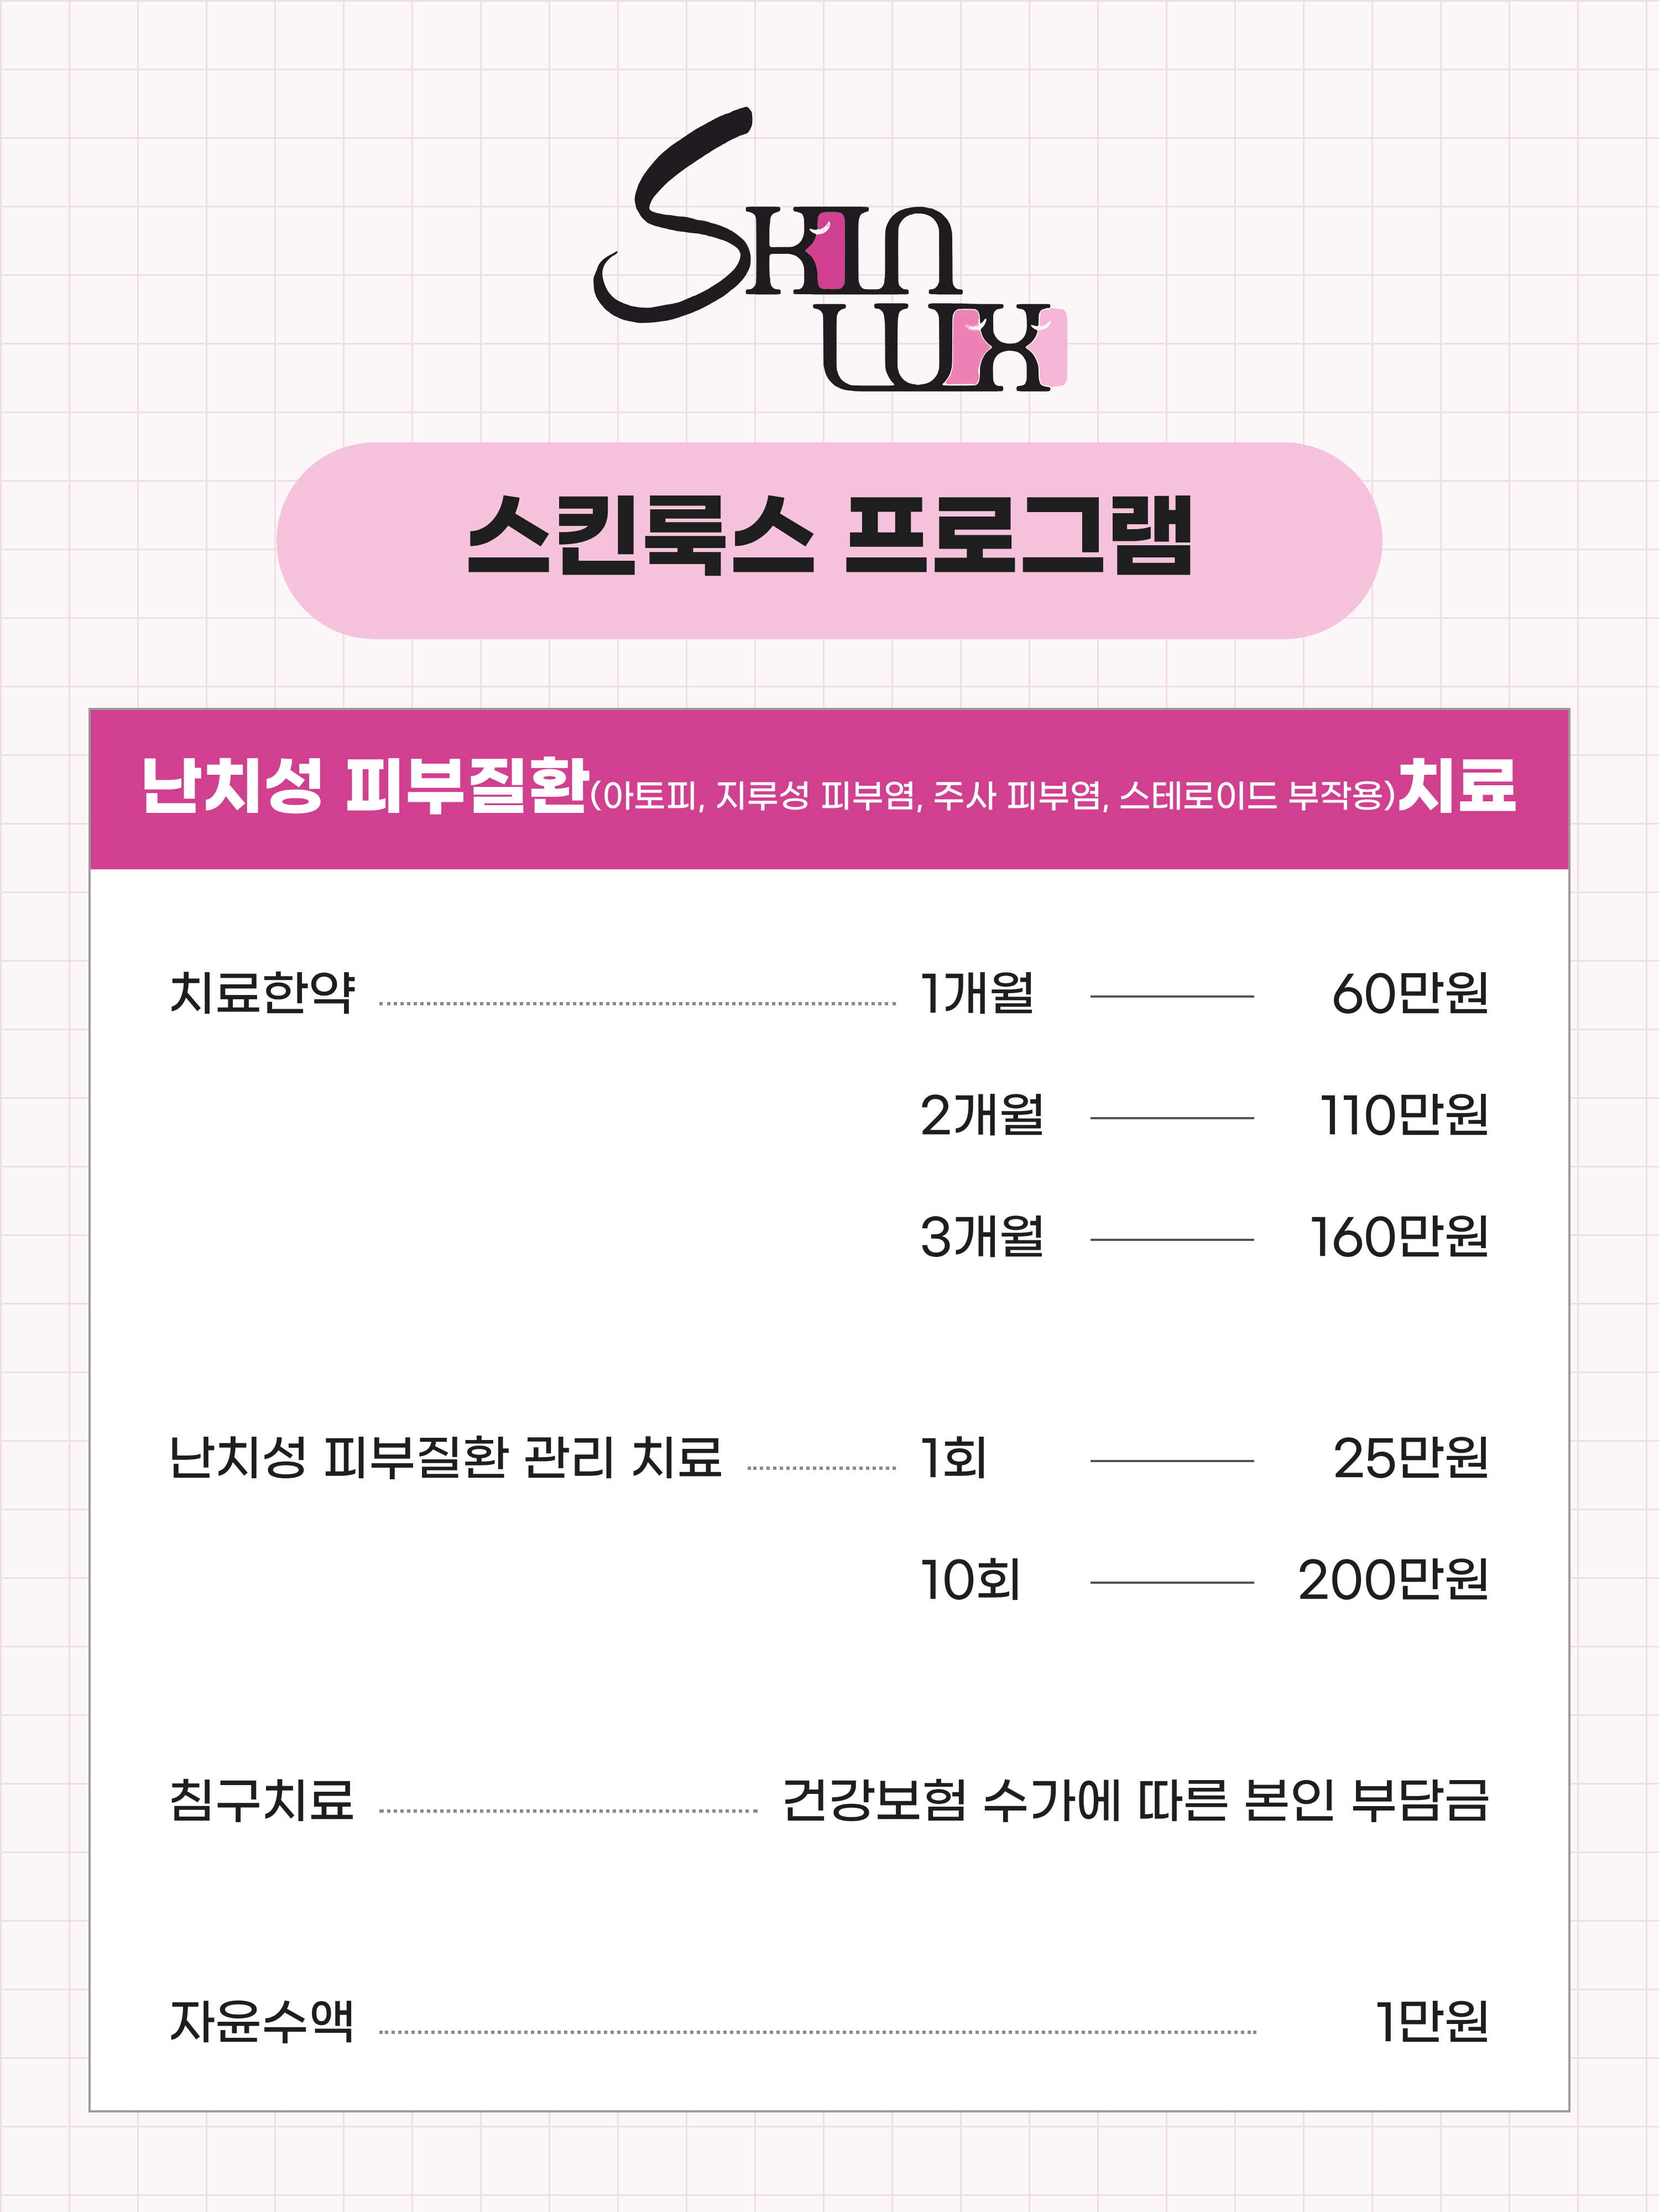 SKIN
LUX
스킨룩스 프로그램
난치성 피부질환(아토피, 지루성 피부염, 주사 피부염, 스테로이드 부작용)치료
치료한약 1개월 60만원
2개월 110만원
3개월 160만원
난치성 피부질환 관리 치료 1회 25만원
10회 200만원
침구치료 건강보험 수가에 따른 본인 부담금
자윤수액 1만원